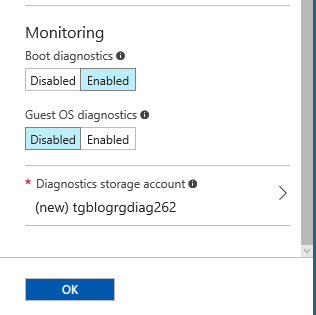 Monitoring
Boot diagnostics
Disabled Enabled
Guest OS diagnostics
Disabled Enabled
* Diagnostics storage account
(new) tgblogrgdiag262
OK